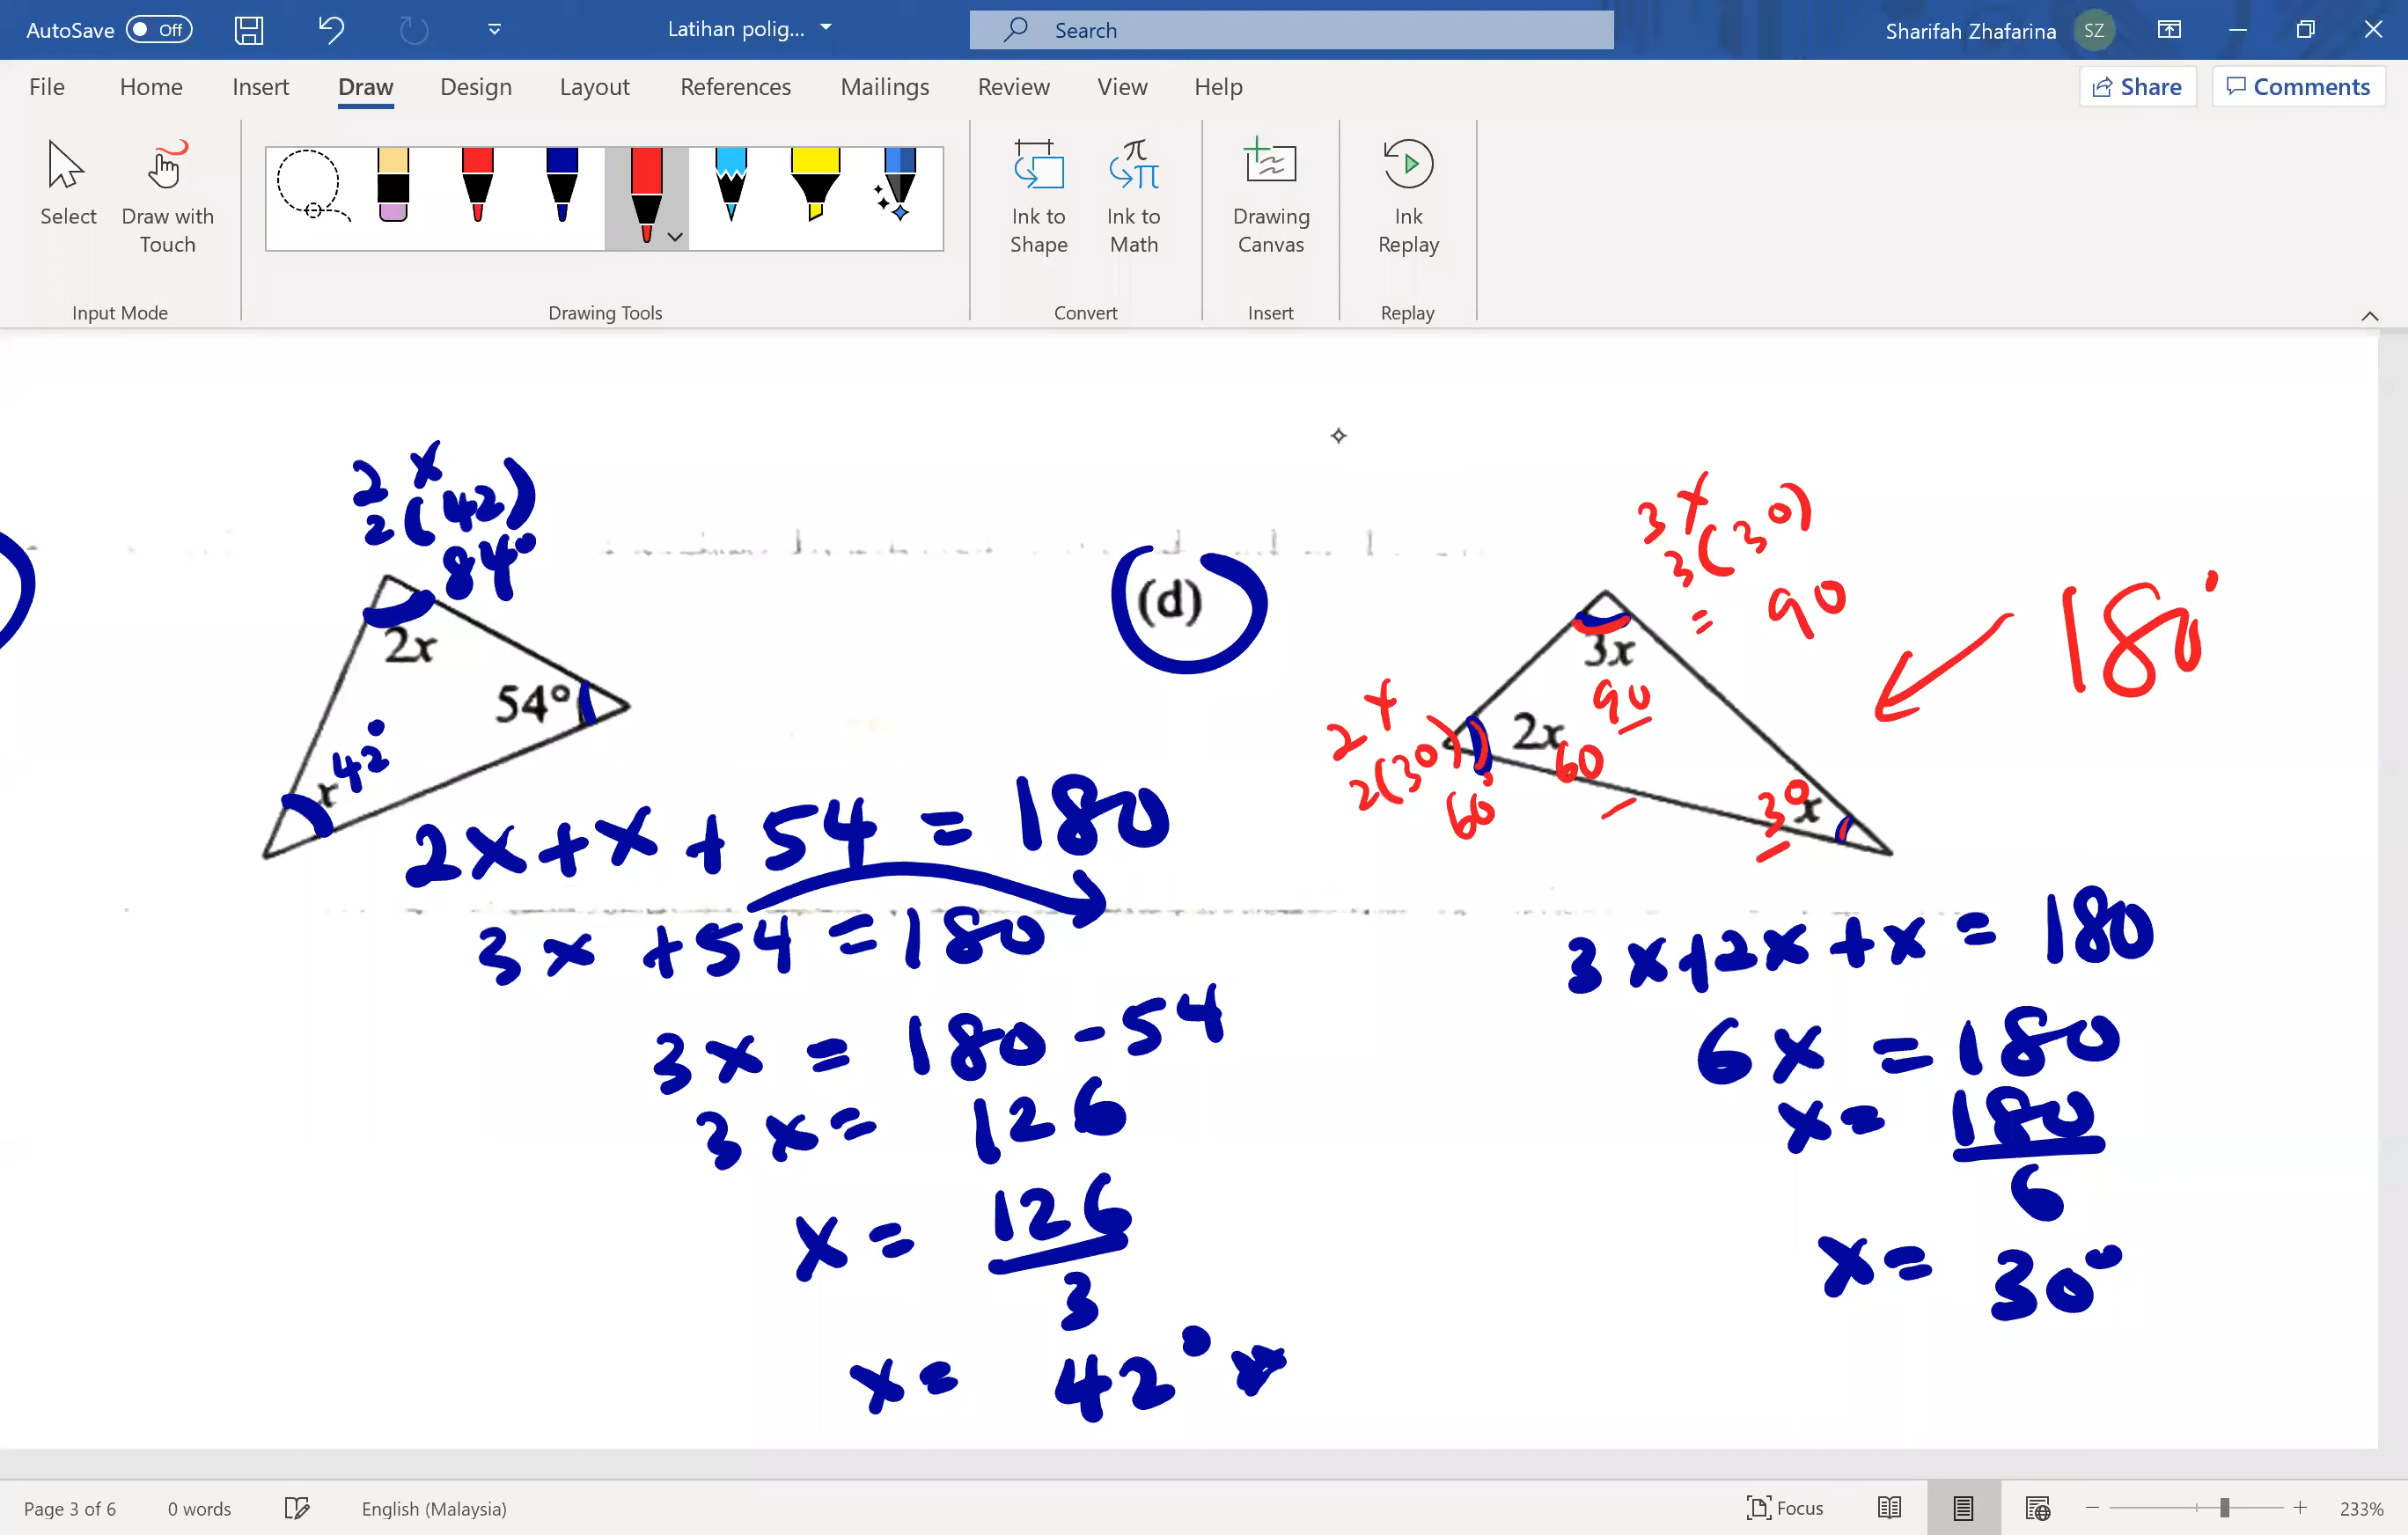 AutoSave Off Latihan polig... Search Sharifah Zhafarina SZ
File Home Insert Draw Design Layout References Mailings Review View Help Share Comments
Select Draw with Touch Ink to Shape Ink to Math Drawing Canvas Ink Replay
Input Mode Drawing Tools Convert Insert Replay
2x
2(42)
84°
2x
54°
x 42°
2x + x + 54 = 180
3x + 54 = 180
3x = 180 - 54
3x = 126
x = 126
3
x = 42°
(d)
3x
3(30)
= 90
180°
3x
90
2x
2(30)
60°
2x
60
30 x
3x + 2x + x = 180
6x = 180
x = 180
6
x = 30°
Page 3 of 6 0 words English (Malaysia) Focus 233%